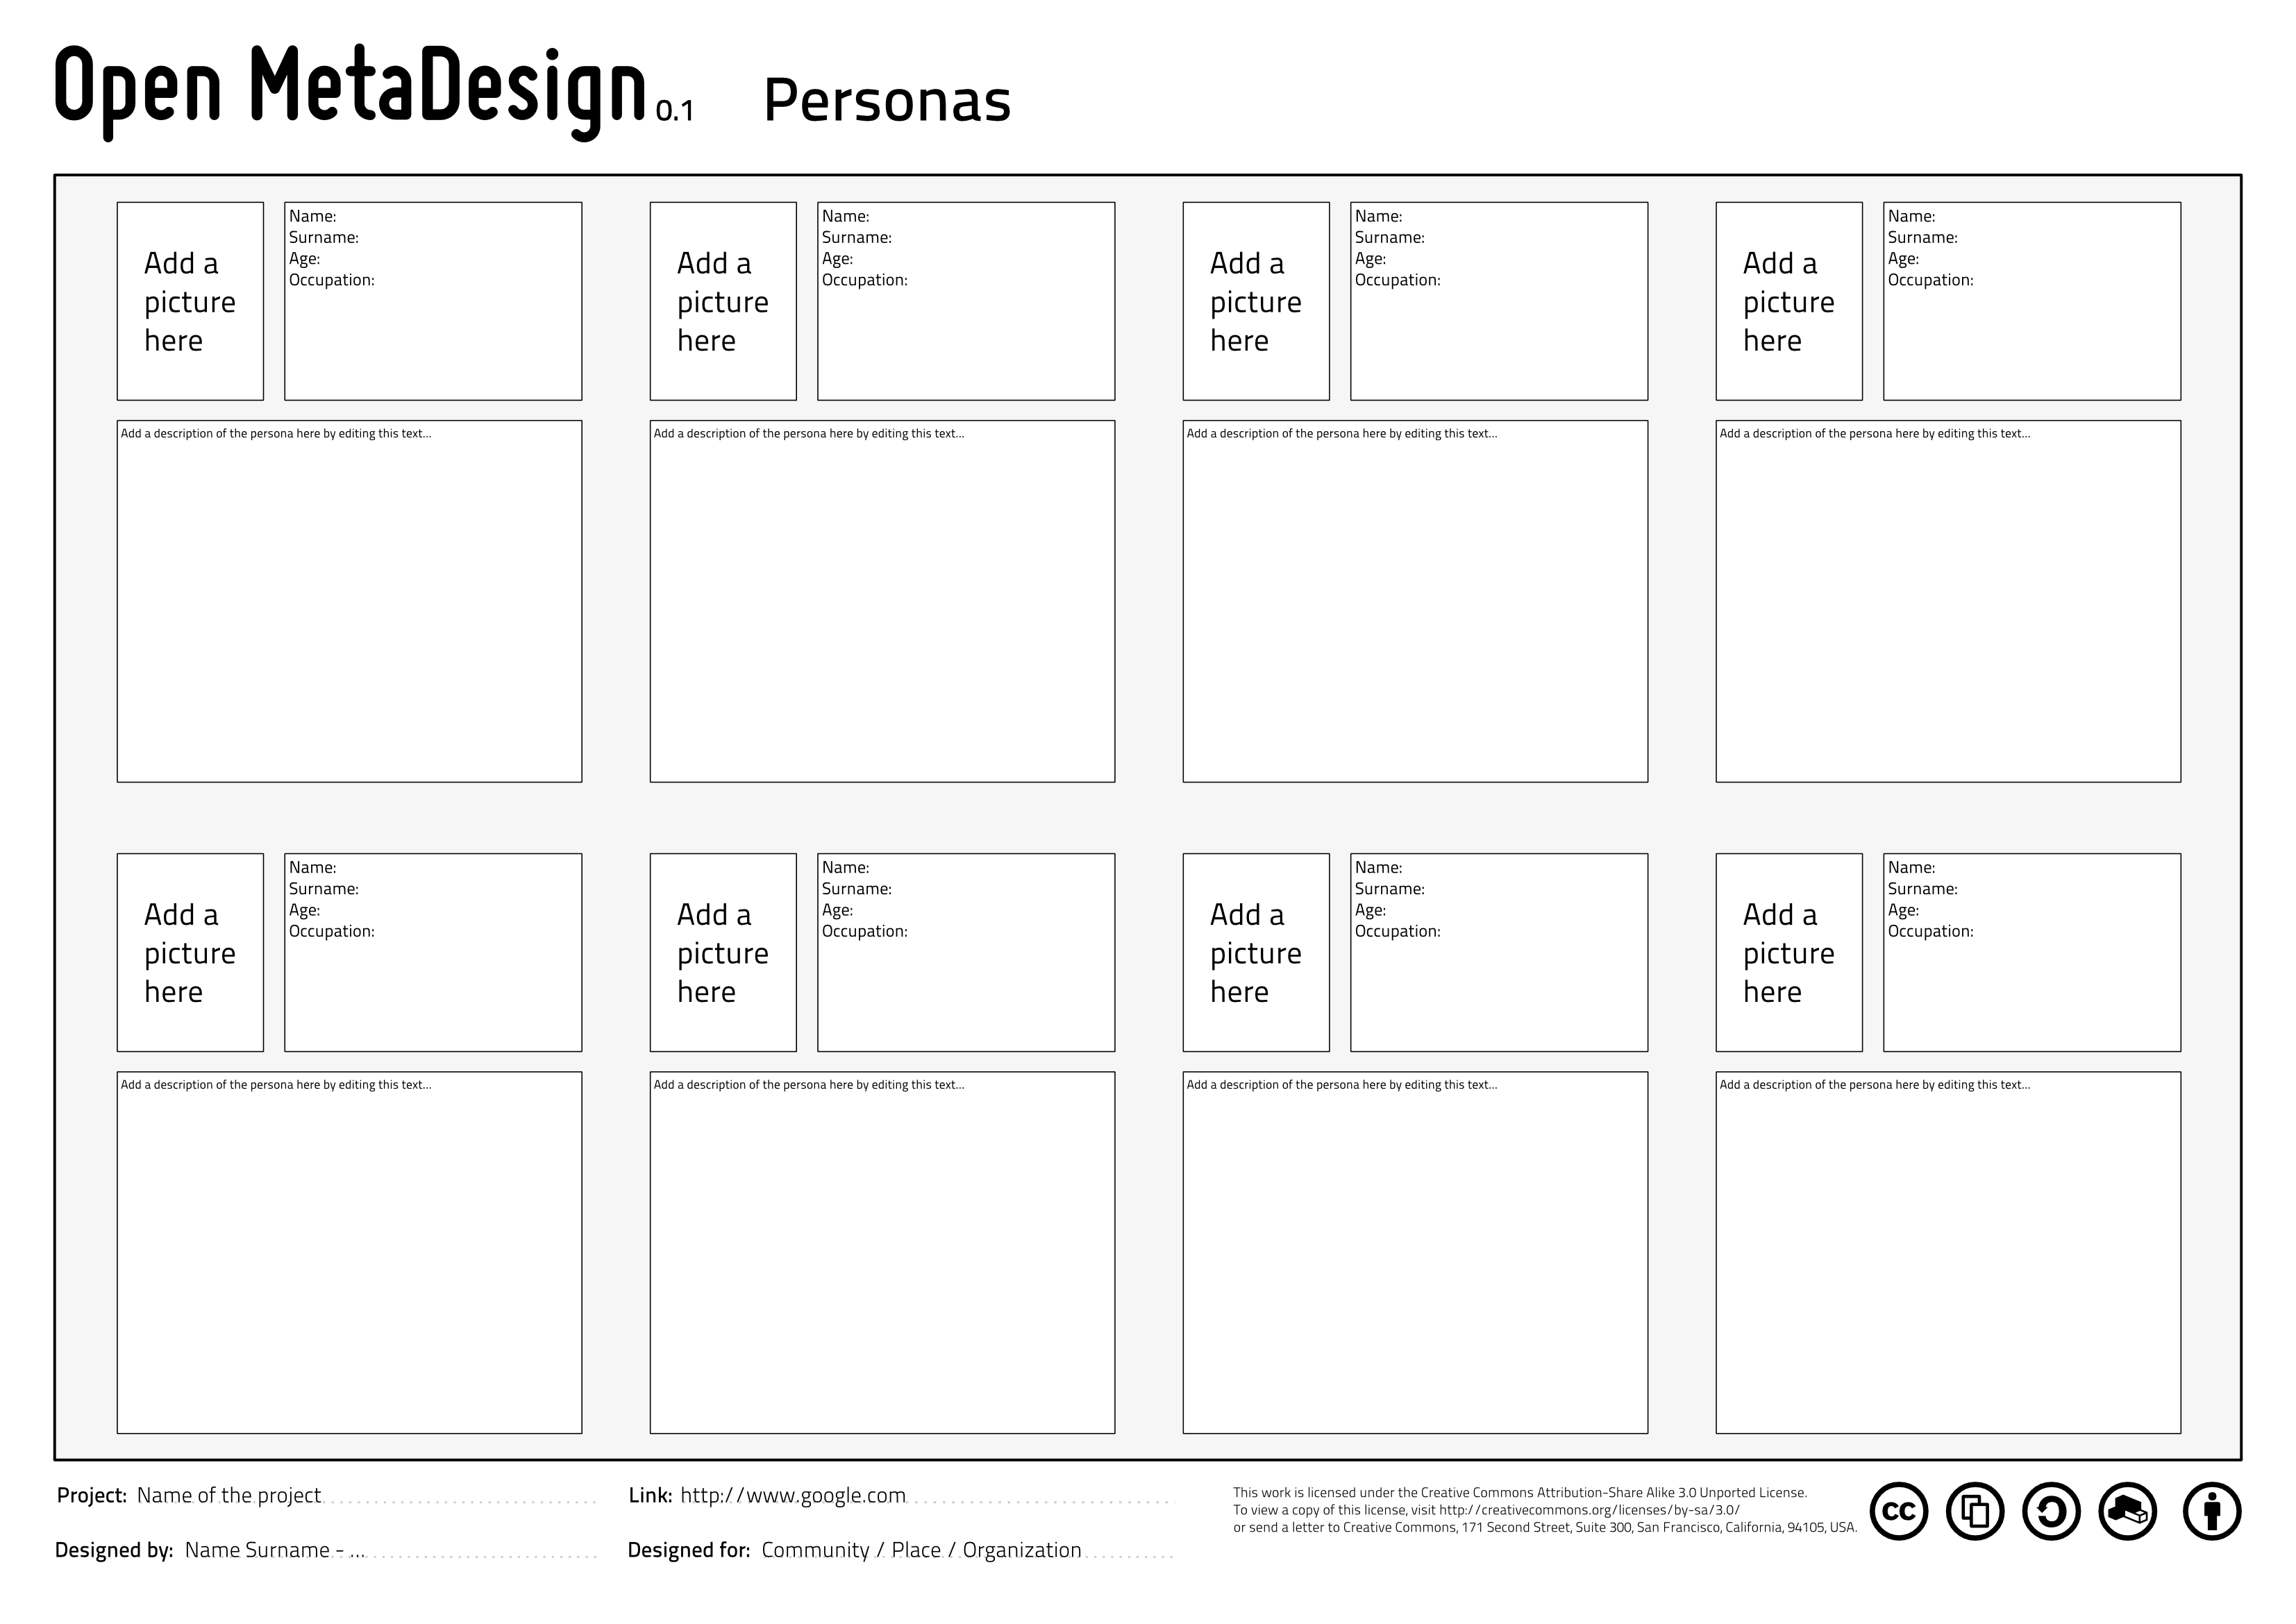 Open MetaDesign 0.1 Personas
Add a
picture
here
Name:
Surname:
Age:
Occupation:
Add a description of the persona here by editing this text...
Add a
picture
here
Name:
Surname:
Age:
Occupation:
Add a description of the persona here by editing this text...
Add a
picture
here
Name:
Surname:
Age:
Occupation:
Add a description of the persona here by editing this text...
Add a
picture
here
Name:
Surname:
Age:
Occupation:
Add a description of the persona here by editing this text...
Add a
picture
here
Name:
Surname:
Age:
Occupation:
Add a description of the persona here by editing this text...
Add a
picture
here
Name:
Surname:
Age:
Occupation:
Add a description of the persona here by editing this text...
Add a
picture
here
Name:
Surname:
Age:
Occupation:
Add a description of the persona here by editing this text...
Add a
picture
here
Name:
Surname:
Age:
Occupation:
Add a description of the persona here by editing this text...
Project: Name of the project
Designed by: Name Surname - ...
Link: http://www.google.com
Designed for: Community / Place / Organization
This work is licensed under the Creative Commons Attribution-Share Alike 3.0 Unported License.
To view a copy of this license, visit http://creativecommons.org/licenses/by-sa/3.0/
or send a letter to Creative Commons, 171 Second Street, Suite 300, San Francisco, California, 94105, USA.
cc